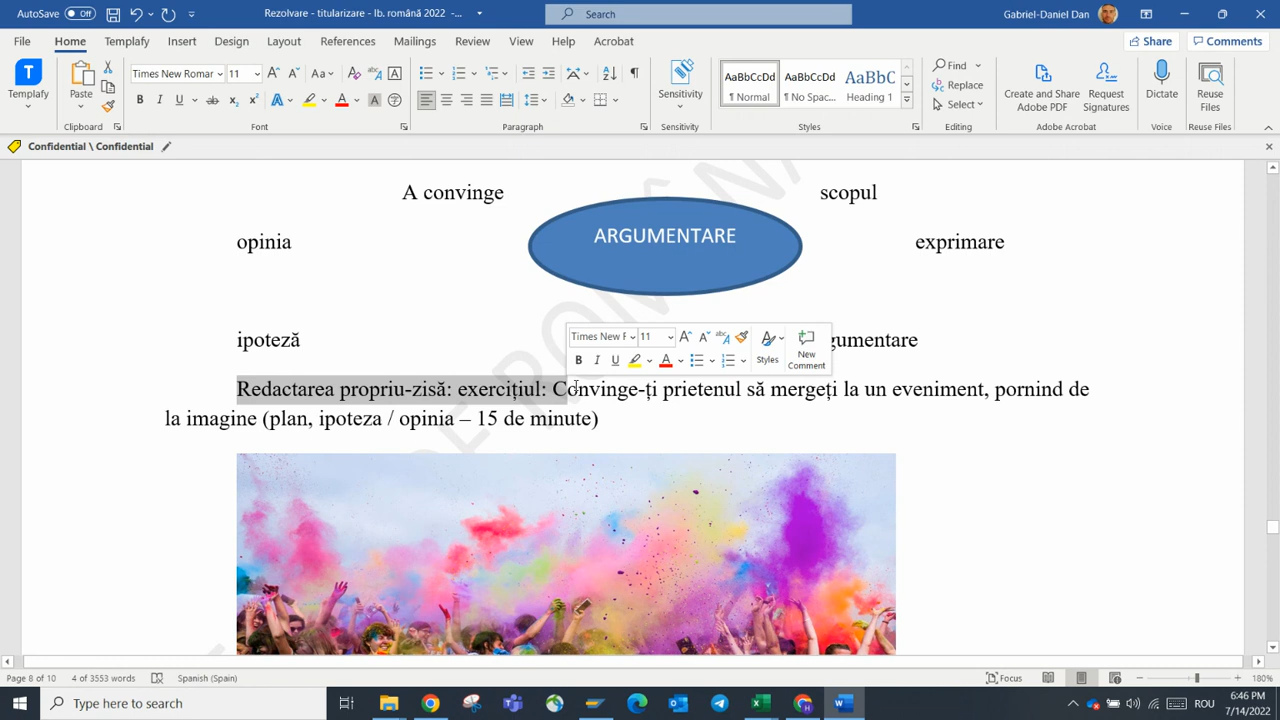 AutoSave Off Rezolvare - titularizare - lb. română 2022 -... Search Gabriel-Daniel Dan
File Home Templafy Insert Design Layout References Mailings Review View Help Acrobat Share Comments
Templafy Paste Times New Romar 11 Aa Sensitivity AaBbCcDd AaBbCcDd AaBbC Find Create and Share Request Dictate Reuse
¶ Normal ¶ No Spac... Heading 1 Replace Adobe PDF Signatures Files
Select
Clipboard Font Paragraph Sensitivity Styles Editing Adobe Acrobat Voice Reuse Files
Confidential \ Confidential
A convinge scopul
ARGUMENTARE
opinia exprimare
Times New F 11 Styles New Comment
ipoteză gumentare
Redactarea propriu-zisă: exercițiul: Convinge-ți prietenul să mergeți la un eveniment, pornind de
la imagine (plan, ipoteza / opinia – 15 de minute)
Page 8 of 10 4 of 3553 words Spanish (Spain) Focus 180%
Type here to search ROU 6:46 PM
7/14/2022